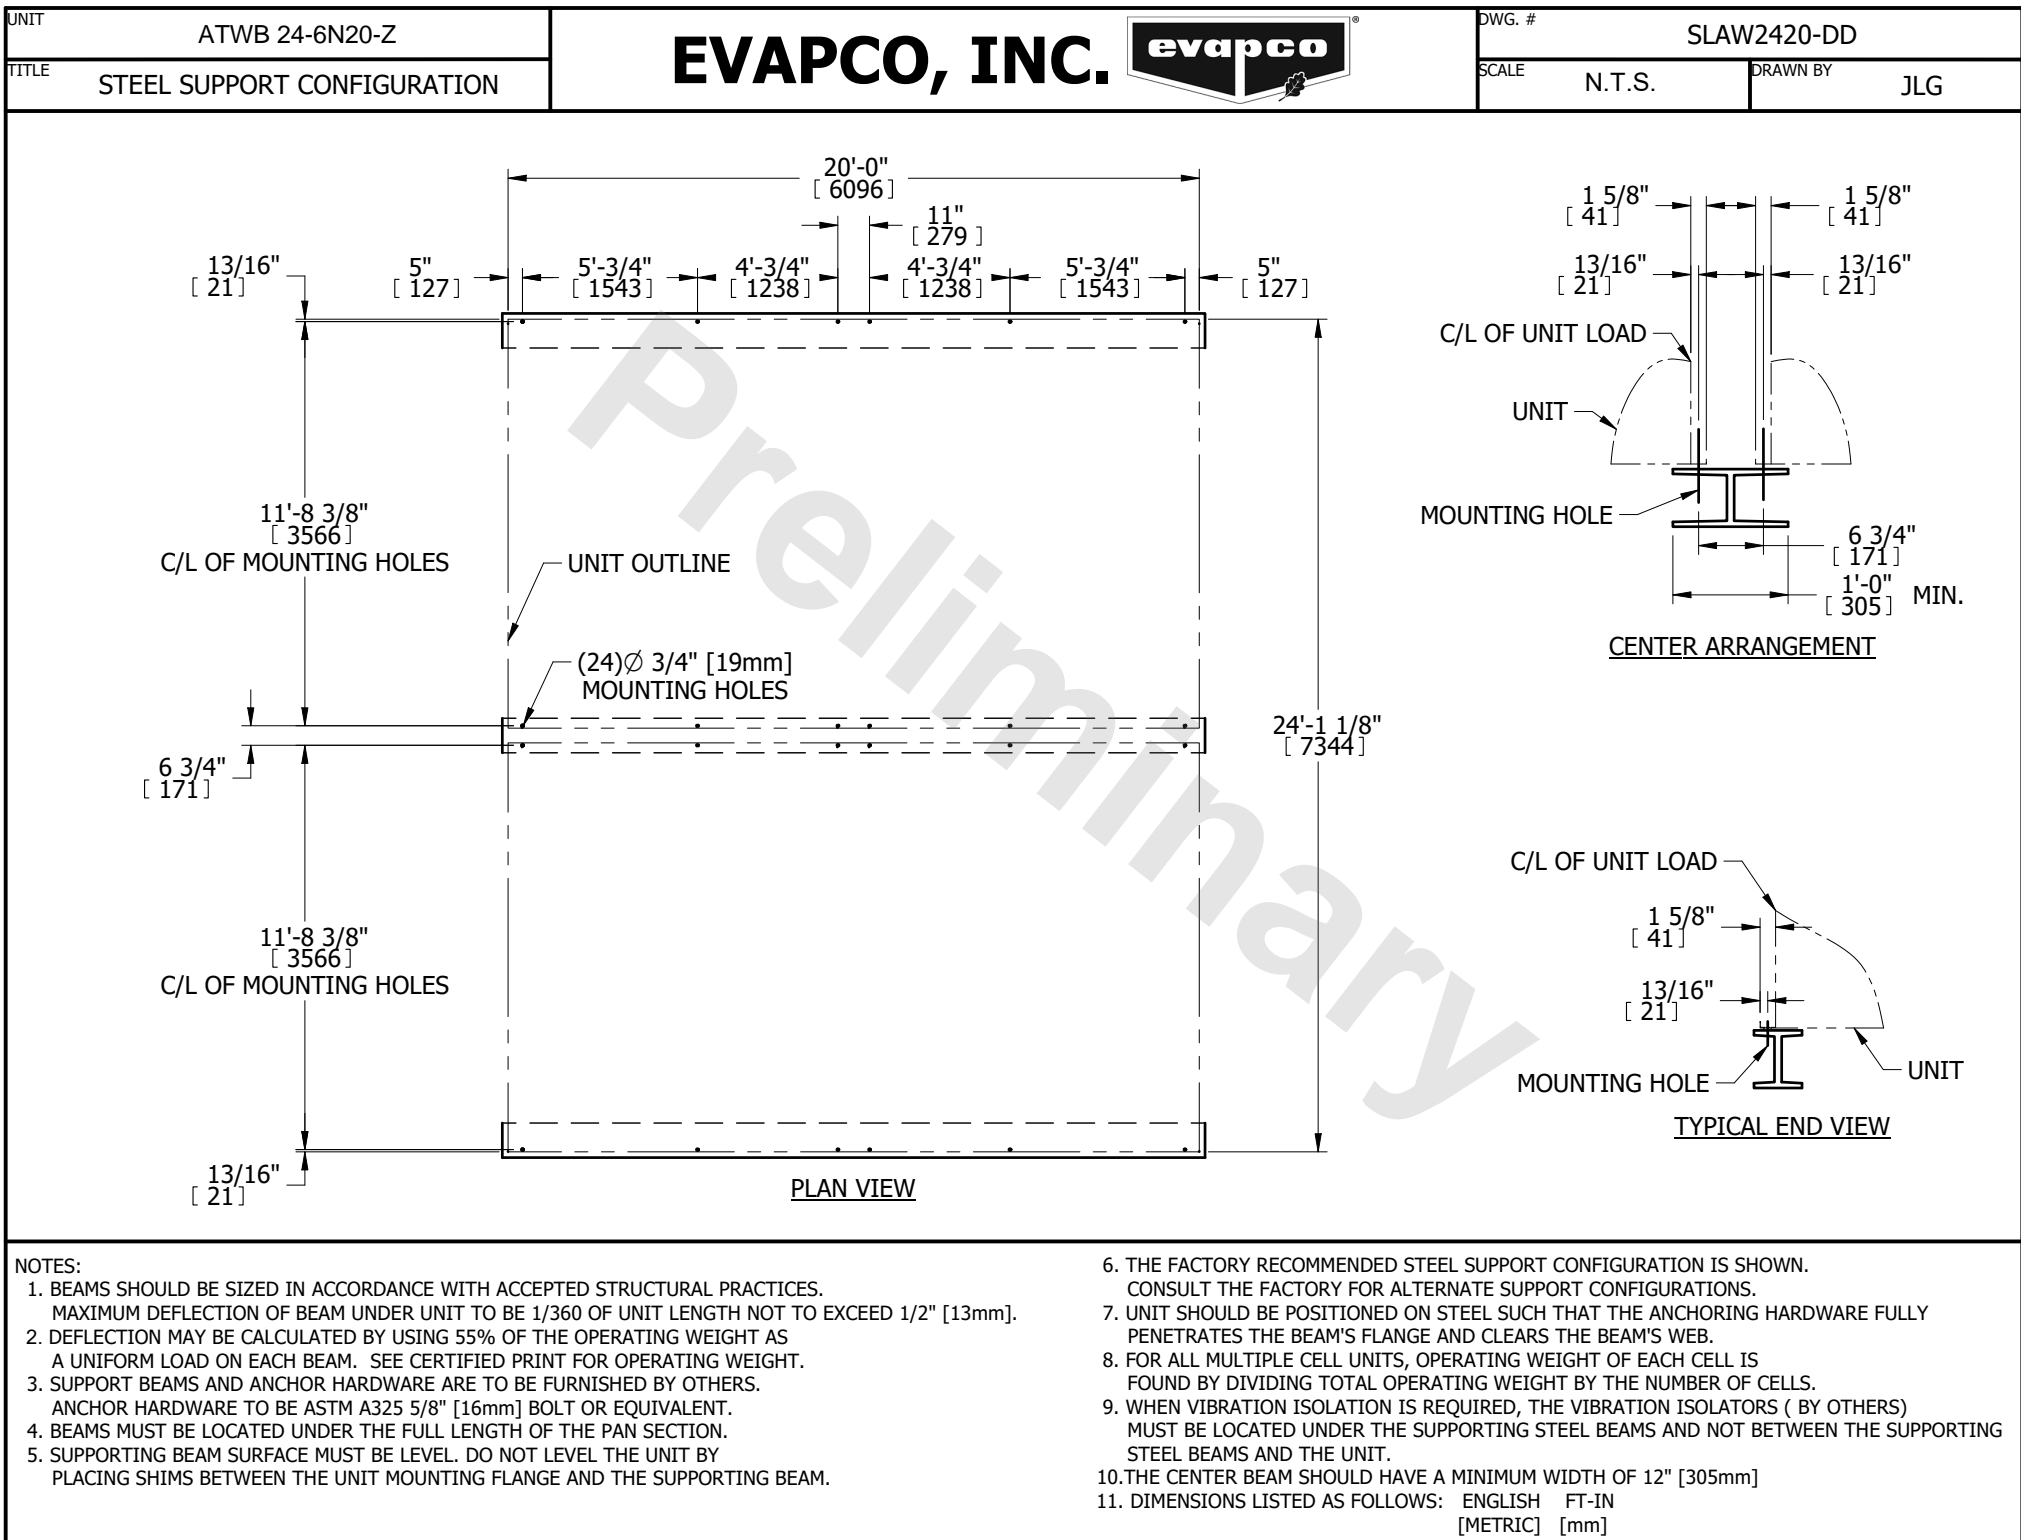 UNIT
ATWB 24-6N20-Z
TITLE
STEEL SUPPORT CONFIGURATION
EVAPCO, INC.
evapco
®
DWG. #
SLAW2420-DD
SCALE
N.T.S.
DRAWN BY
JLG
20'-0"
[ 6096 ]
11"
[ 279 ]
13/16"
[ 21 ]
5"
[ 127 ]
5'-3/4"
[ 1543 ]
4'-3/4"
[ 1238 ]
4'-3/4"
[ 1238 ]
5'-3/4"
[ 1543 ]
5"
[ 127 ]
11'-8 3/8"
[ 3566 ]
C/L OF MOUNTING HOLES
UNIT OUTLINE
(24)∅ 3/4" [19mm]
MOUNTING HOLES
6 3/4"
[ 171 ]
24'-1 1/8"
[ 7344 ]
11'-8 3/8"
[ 3566 ]
C/L OF MOUNTING HOLES
13/16"
[ 21 ]
PLAN VIEW
Preliminary
1 5/8"
[ 41 ]
1 5/8"
[ 41 ]
13/16"
[ 21 ]
13/16"
[ 21 ]
C/L OF UNIT LOAD
UNIT
MOUNTING HOLE
6 3/4"
[ 171 ]
1'-0"
[ 305 ] MIN.
CENTER ARRANGEMENT
C/L OF UNIT LOAD
1 5/8"
[ 41 ]
13/16"
[ 21 ]
MOUNTING HOLE
UNIT
TYPICAL END VIEW
NOTES:
1. BEAMS SHOULD BE SIZED IN ACCORDANCE WITH ACCEPTED STRUCTURAL PRACTICES.
MAXIMUM DEFLECTION OF BEAM UNDER UNIT TO BE 1/360 OF UNIT LENGTH NOT TO EXCEED 1/2" [13mm].
2. DEFLECTION MAY BE CALCULATED BY USING 55% OF THE OPERATING WEIGHT AS
A UNIFORM LOAD ON EACH BEAM. SEE CERTIFIED PRINT FOR OPERATING WEIGHT.
3. SUPPORT BEAMS AND ANCHOR HARDWARE ARE TO BE FURNISHED BY OTHERS.
ANCHOR HARDWARE TO BE ASTM A325 5/8" [16mm] BOLT OR EQUIVALENT.
4. BEAMS MUST BE LOCATED UNDER THE FULL LENGTH OF THE PAN SECTION.
5. SUPPORTING BEAM SURFACE MUST BE LEVEL. DO NOT LEVEL THE UNIT BY
PLACING SHIMS BETWEEN THE UNIT MOUNTING FLANGE AND THE SUPPORTING BEAM.
6. THE FACTORY RECOMMENDED STEEL SUPPORT CONFIGURATION IS SHOWN.
CONSULT THE FACTORY FOR ALTERNATE SUPPORT CONFIGURATIONS.
7. UNIT SHOULD BE POSITIONED ON STEEL SUCH THAT THE ANCHORING HARDWARE FULLY
PENETRATES THE BEAM'S FLANGE AND CLEARS THE BEAM'S WEB.
8. FOR ALL MULTIPLE CELL UNITS, OPERATING WEIGHT OF EACH CELL IS
FOUND BY DIVIDING TOTAL OPERATING WEIGHT BY THE NUMBER OF CELLS.
9. WHEN VIBRATION ISOLATION IS REQUIRED, THE VIBRATION ISOLATORS ( BY OTHERS)
MUST BE LOCATED UNDER THE SUPPORTING STEEL BEAMS AND NOT BETWEEN THE SUPPORTING
STEEL BEAMS AND THE UNIT.
10.THE CENTER BEAM SHOULD HAVE A MINIMUM WIDTH OF 12" [305mm]
11. DIMENSIONS LISTED AS FOLLOWS: ENGLISH FT-IN
[METRIC] [mm]